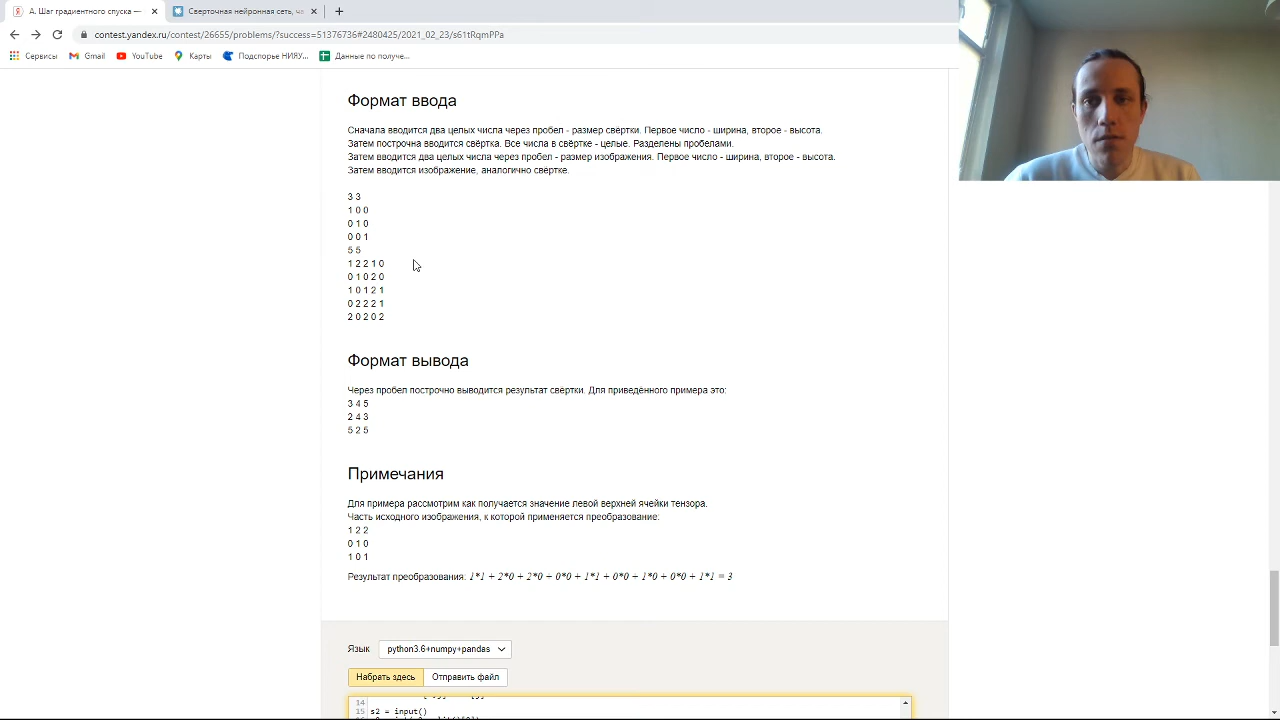 А. Шаг градиентного спуска —
Сверточная нейронная сеть, ча
contest.yandex.ru/contest/26655/problems/?success=51376736#2480425/2021_02_23/s61tRqmPPa
Сервисы Gmail YouTube Карты Подспорье НИЯУ... Данные по получе...
Формат ввода
Сначала вводится два целых числа через пробел - размер свёртки. Первое число - ширина, второе - высота.
Затем построчна вводится свёртка. Все числа в свёртке - целые. Разделены пробелами.
Затем вводится два целых числа через пробел - размер изображения. Первое число - ширина, второе - высота.
Затем вводится изображение, аналогично свёртке.
3 3
1 0 0
0 1 0
0 0 1
5 5
1 2 2 1 0
0 1 0 2 0
1 0 1 2 1
0 2 2 2 1
2 0 2 0 2
Формат вывода
Через пробел построчно выводится результат свёртки. Для приведённого примера это:
3 4 5
2 4 3
5 2 5
Примечания
Для примера рассмотрим как получается значение левой верхней ячейки тензора.
Часть исходного изображения, к которой применяется преобразование:
1 2 2
0 1 0
1 0 1
Результат преобразования: 1*1 + 2*0 + 2*0 + 0*0 + 1*1 + 0*0 + 1*0 + 0*0 + 1*1 = 3
Язык python3.6+numpy+pandas
Набрать здесь Отправить файл
14
15 s2 = input()